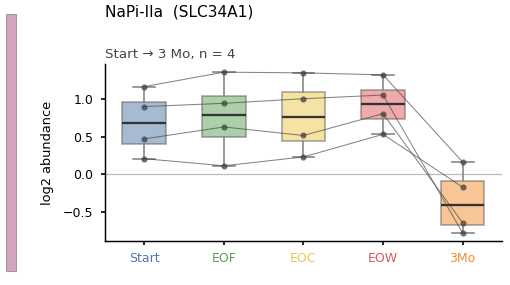 NaPi-IIa (SLC34A1)
Start → 3 Mo, n = 4
log2 abundance
1.0
0.5
0.0
−0.5
Start EOF EOC EOW 3Mo